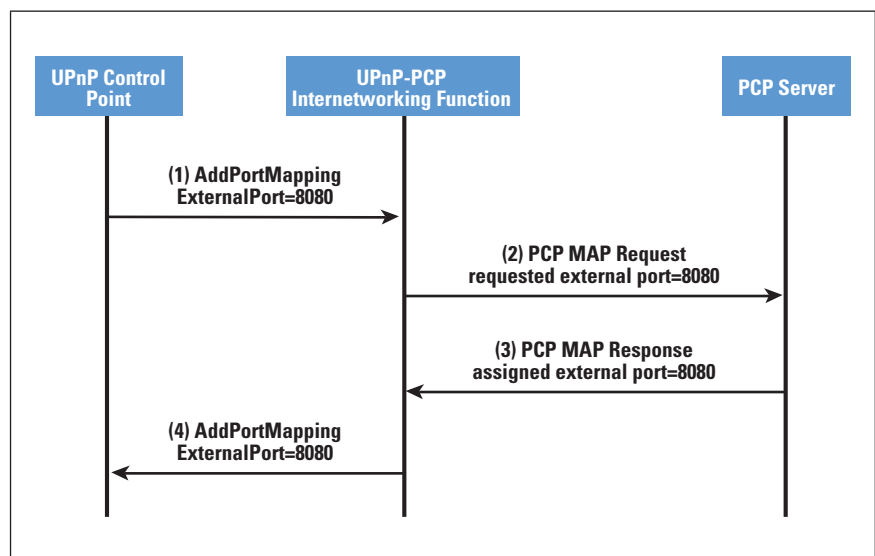 UPnP Control
Point
UPnP-PCP
Internetworking Function
PCP Server
(1) AddPortMapping
ExternalPort=8080
(2) PCP MAP Request
requested external port=8080
(3) PCP MAP Response
assigned external port=8080
(4) AddPortMapping
ExternalPort=8080